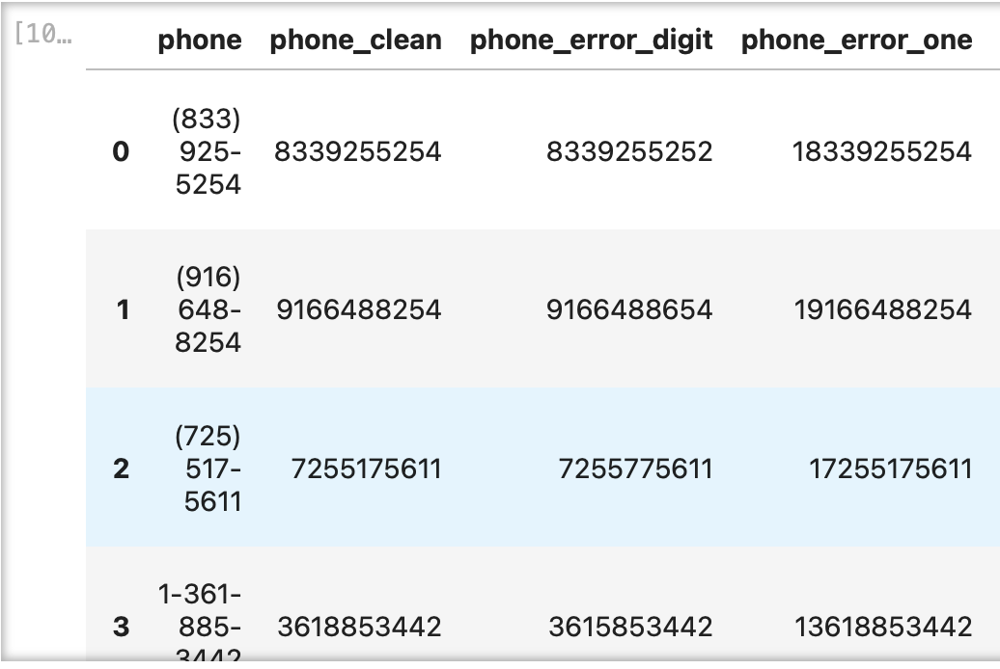 [10…
phone phone_clean phone_error_digit phone_error_one
(833)
0 925- 8339255254 8339255252 18339255254
5254
(916)
1 648- 9166488254 9166488654 19166488254
8254
(725)
2 517- 7255175611 7255775611 17255175611
5611
1-361-
3 885- 3618853442 3615853442 13618853442
3442